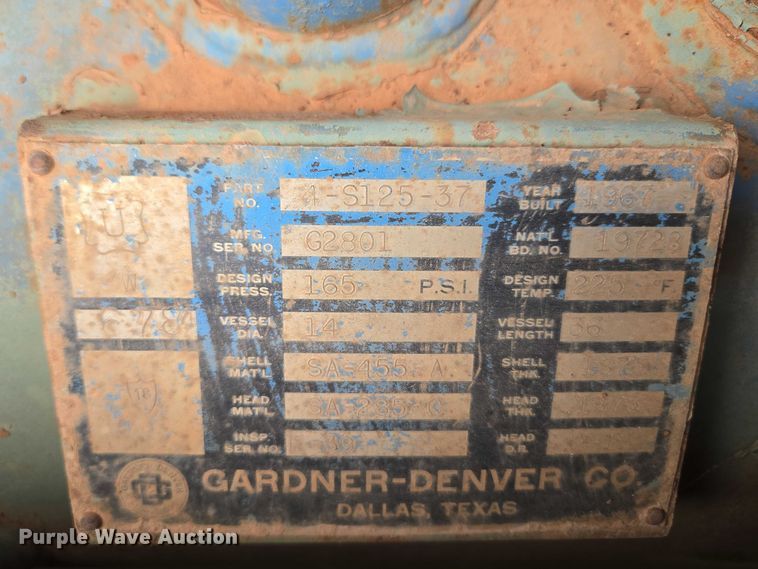 U
W
18
PART NO. 4-S125-37 YEAR BUILT 1967
MFG. SER. NO. G2801 NAT'L BD. NO.
DESIGN PRESS. 165 P.S.I. DESIGN TEMP. F
VESSEL DIA. 14 VESSEL LENGTH 36
SHELL MAT'L SA-455-A SHELL THK.
HEAD MAT'L SA-285-C HEAD THK.
INSP. SER. NO. HEAD D.R.
GARDNER-DENVER CO.
DALLAS, TEXAS
Purple Wave Auction